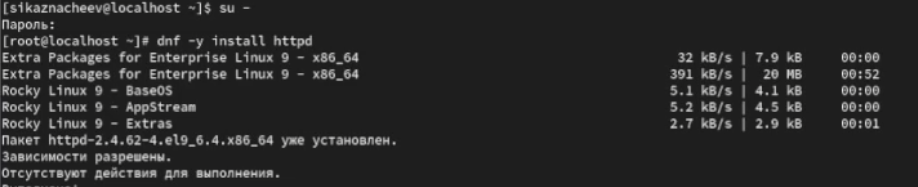 [sikaznacheev@localhost ~]$ su -
Пароль:
[root@localhost ~]# dnf -y install httpd
Extra Packages for Enterprise Linux 9 - x86_64 32 kB/s | 7.9 kB 00:00
Extra Packages for Enterprise Linux 9 - x86_64 391 kB/s | 20 MB 00:52
Rocky Linux 9 - BaseOS 5.1 kB/s | 4.1 kB 00:00
Rocky Linux 9 - AppStream 5.2 kB/s | 4.5 kB 00:00
Rocky Linux 9 - Extras 2.7 kB/s | 2.9 kB 00:01
Пакет httpd-2.4.62-4.el9_6.4.x86_64 уже установлен.
Зависимости разрешены.
Отсутствуют действия для выполнения.